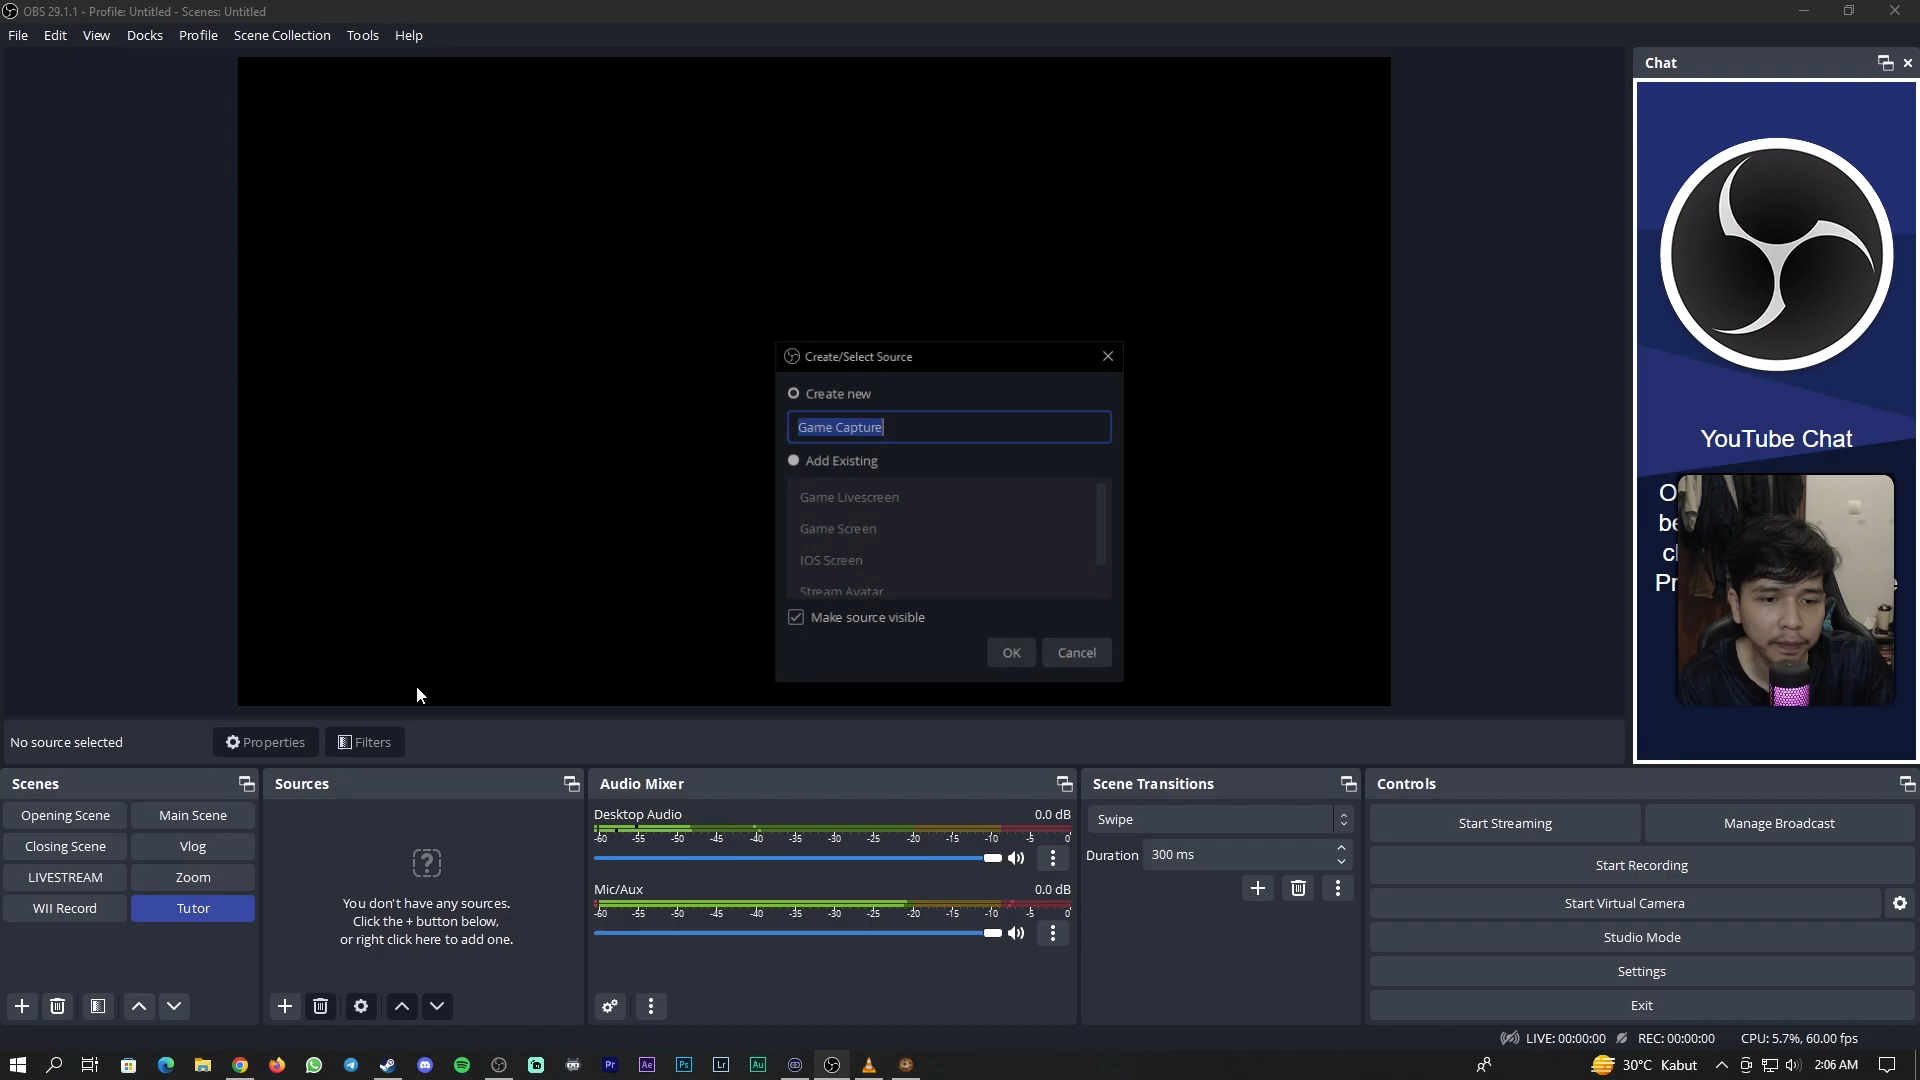 OBS 29.1.1 - Profile: Untitled - Scenes: Untitled
File Edit View Docks Profile Scene Collection Tools Help
Chat
YouTube Chat
Create/Select Source
Create new
Game Capture
Add Existing
Game Livescreen
Game Screen
IOS Screen
Stream Avatar
Make source visible
OK Cancel
No source selected
Properties
Filters
Scenes
Opening Scene Main Scene
Closing Scene Vlog
LIVESTREAM Zoom
WII Record Tutor
Sources
You don't have any sources.
Click the + button below,
or right click here to add one.
Audio Mixer
Desktop Audio 0.0 dB
-60 -55 -50 -45 -40 -35 -30 -25 -20 -15 -10 -5 0
Mic/Aux 0.0 dB
-60 -55 -50 -45 -40 -35 -30 -25 -20 -15 -10 -5 0
Scene Transitions
Swipe
Duration 300 ms
Controls
Start Streaming Manage Broadcast
Start Recording
Start Virtual Camera
Studio Mode
Settings
Exit
LIVE: 00:00:00 REC: 00:00:00 CPU: 5.7%, 60.00 fps
Pr Ae Ps Lr Au
30°C Kabut 2:06 AM